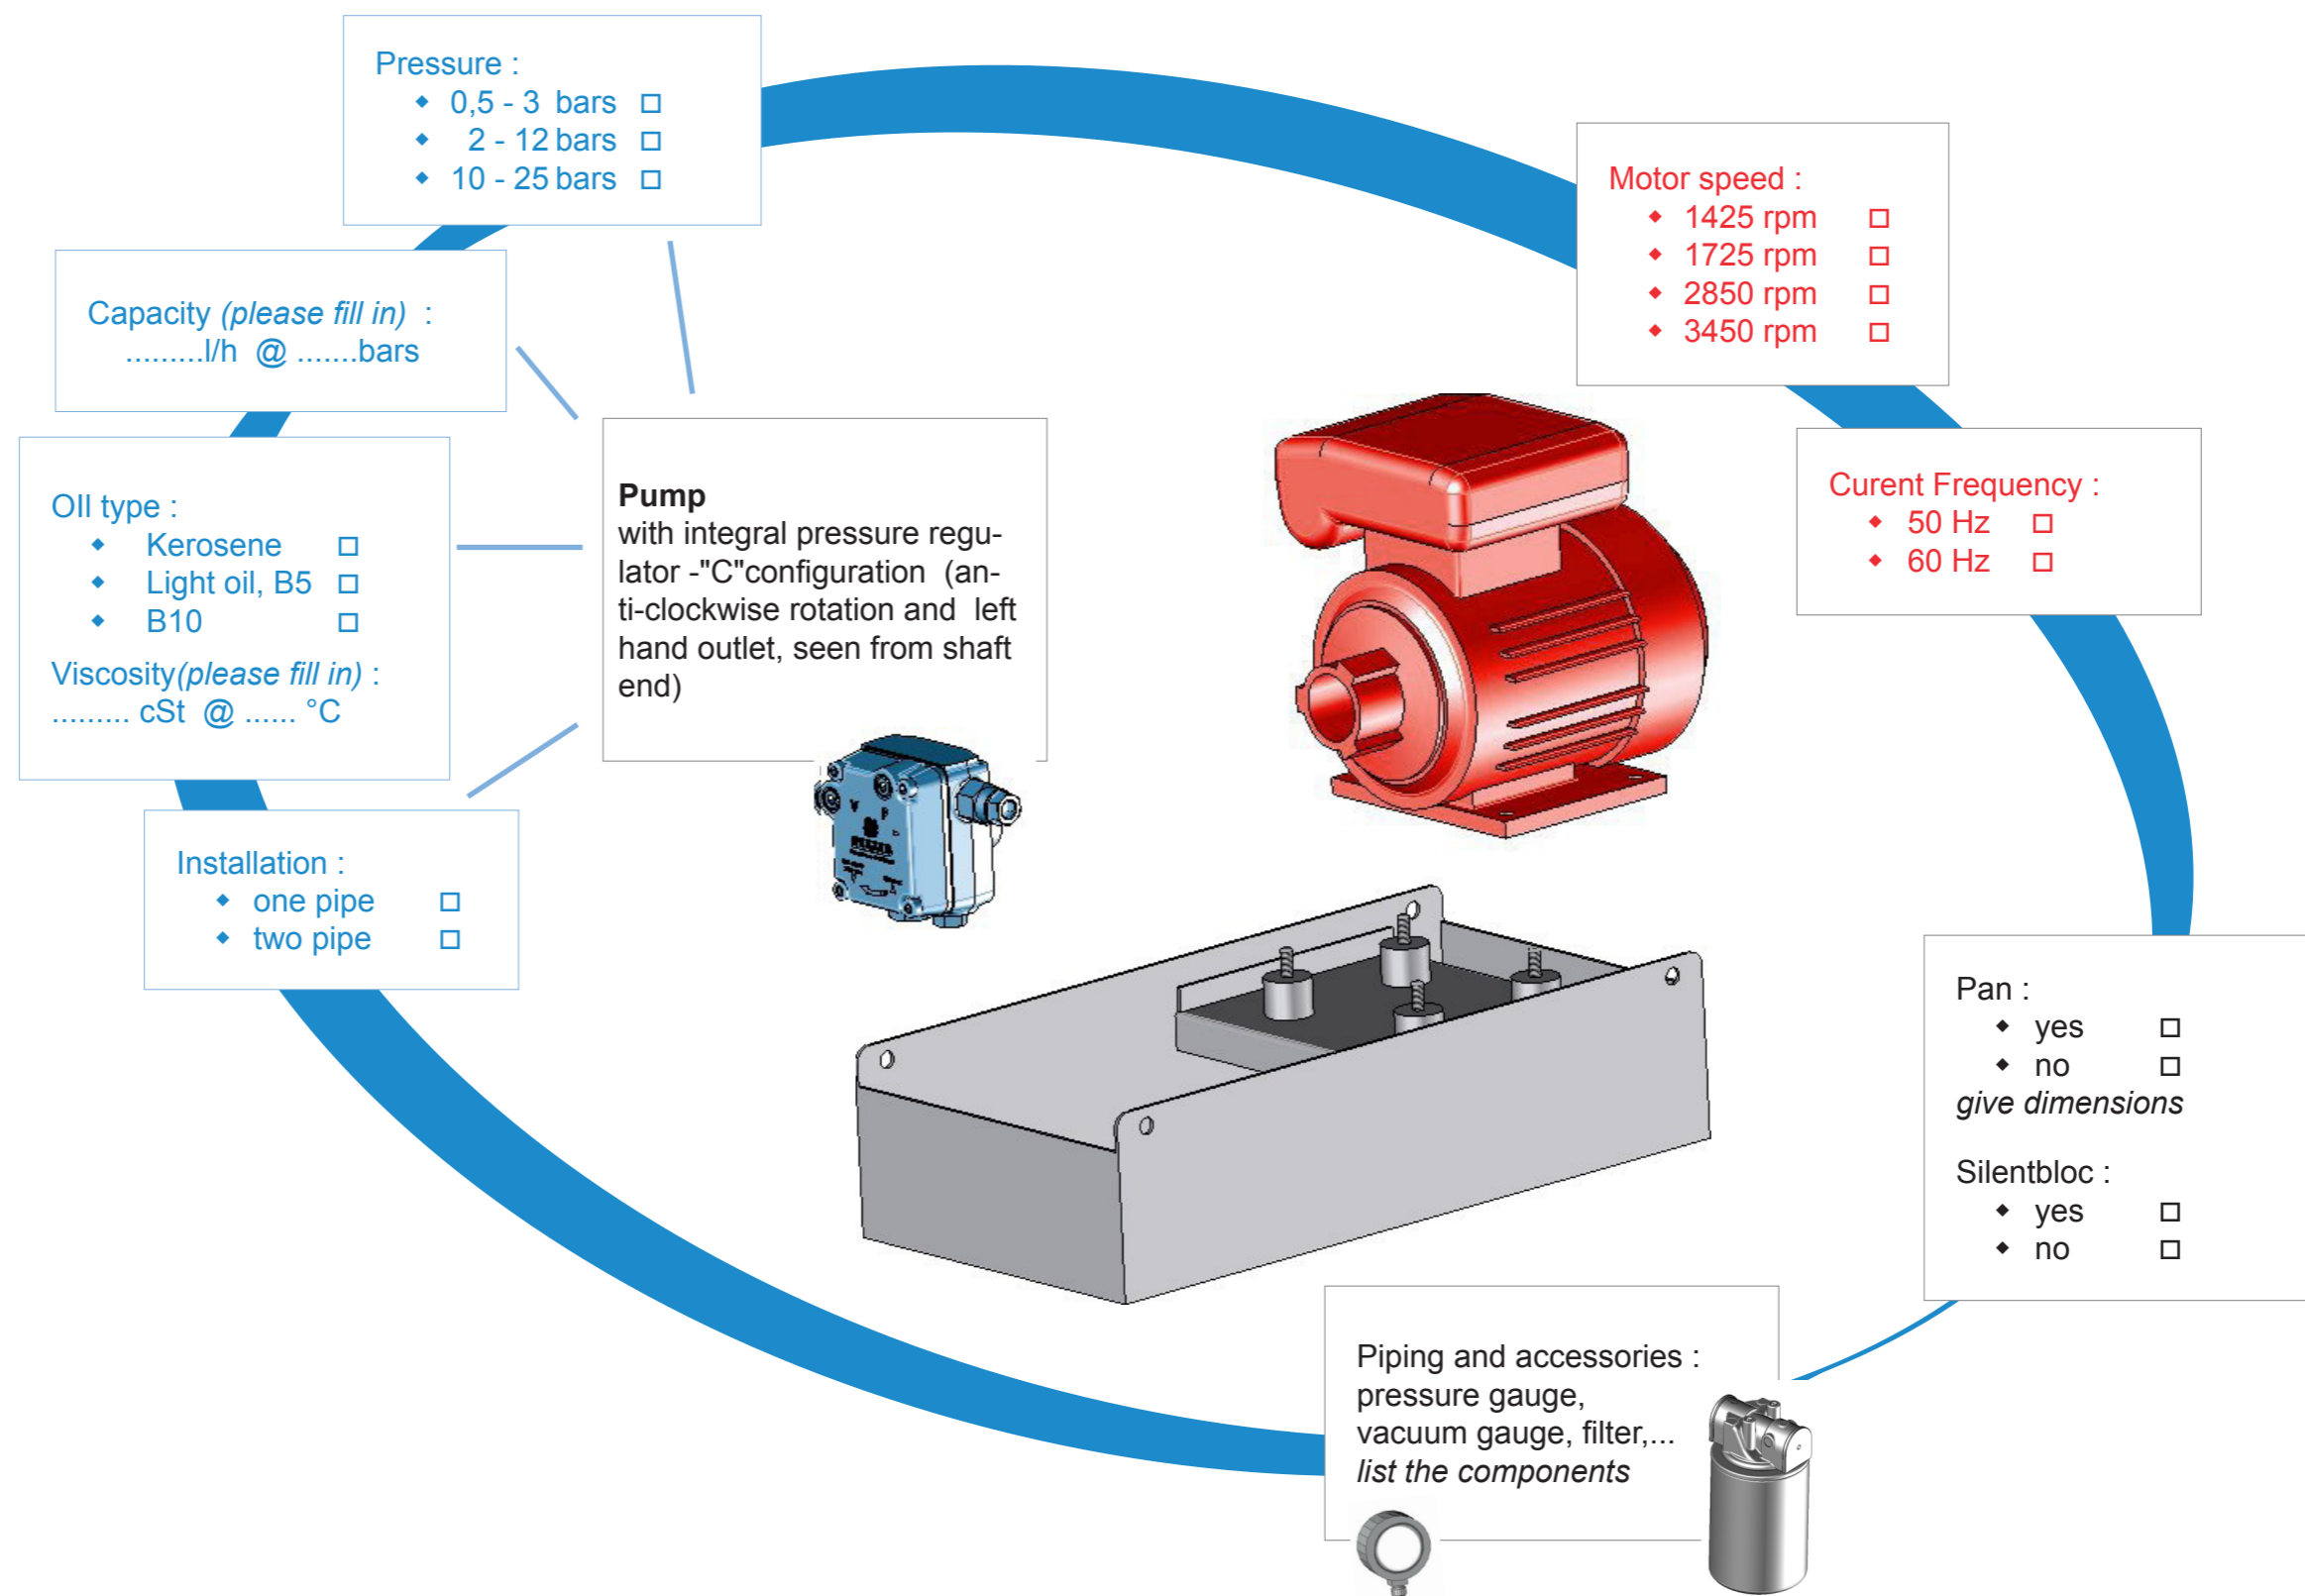 Pressure :
◆ 0,5 - 3 bars □
◆ 2 - 12 bars □
◆ 10 - 25 bars □
Capacity (please fill in) :
.........l/h @ .......bars
OIl type :
◆ Kerosene □
◆ Light oil, B5 □
◆ B10 □
Viscosity(please fill in) :
......... cSt @ ...... °C
Installation :
◆ one pipe □
◆ two pipe □
Pump
with integral pressure regu-
lator -"C"configuration (an-
ti-clockwise rotation and left
hand outlet, seen from shaft
end)
V
P
Motor speed :
◆ 1425 rpm □
◆ 1725 rpm □
◆ 2850 rpm □
◆ 3450 rpm □
Curent Frequency :
◆ 50 Hz □
◆ 60 Hz □
Pan :
◆ yes □
◆ no □
give dimensions
Silentbloc :
◆ yes □
◆ no □
Piping and accessories :
pressure gauge,
vacuum gauge, filter,...
list the components